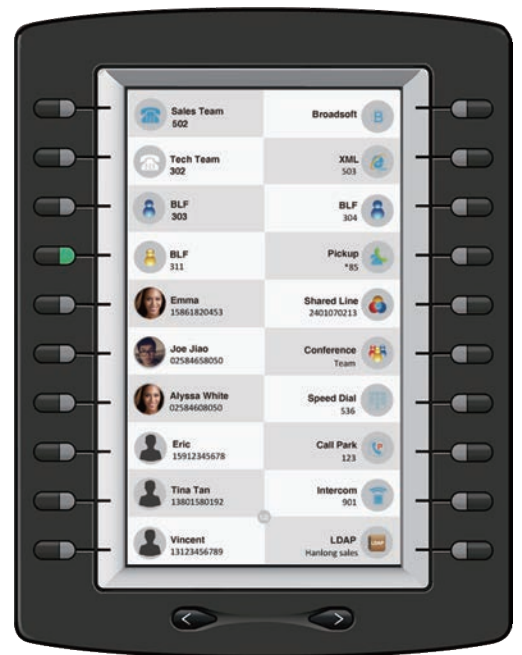 Sales Team
502
Broadsoft
B
Tech Team
302
XML
503
BLF
303
BLF
304
BLF
311
Pickup
*85
Emma
15861820453
Shared Line
2401070213
Joe Jiao
02584658050
Conference
Team
Alyssa White
02584608050
Speed Dial
536
Eric
15912345678
Call Park
123
Tina Tan
13801580192
Intercom
901
Vincent
13123456789
LDAP
Hanlong sales
LDAP
< >